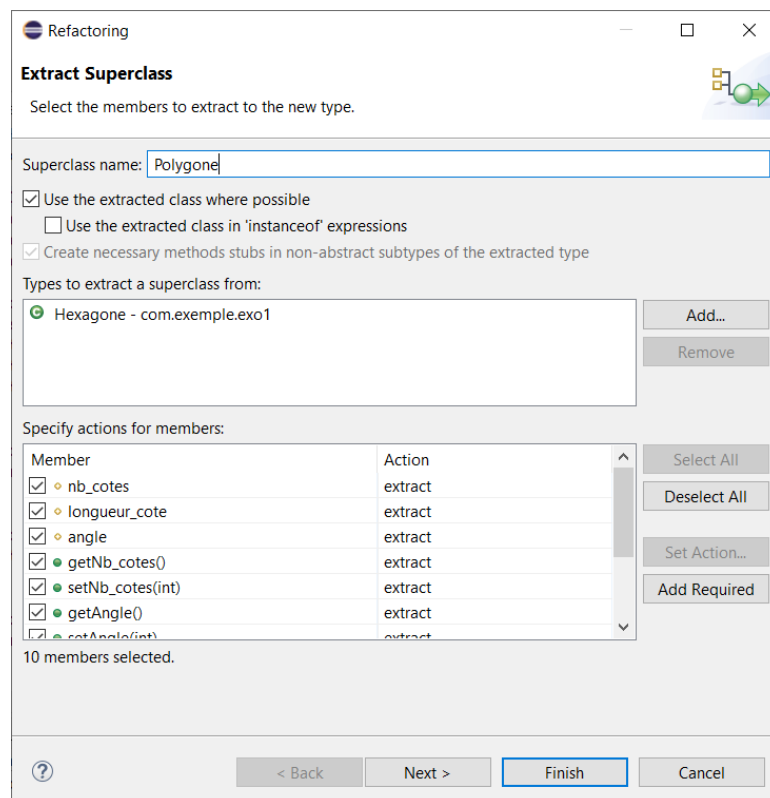 Refactoring
Extract Superclass
Select the members to extract to the new type.
Superclass name: Polygone
Use the extracted class where possible
Use the extracted class in 'instanceof' expressions
Create necessary methods stubs in non-abstract subtypes of the extracted type
Types to extract a superclass from:
C Hexagone - com.exemple.exo1
Add...
Remove
Specify actions for members:
Member Action
nb_cotes extract
longueur_cote extract
angle extract
getNb_cotes() extract
setNb_cotes(int) extract
getAngle() extract
setAngle(int) extract
Select All
Deselect All
Set Action...
Add Required
10 members selected.
? < Back Next > Finish Cancel